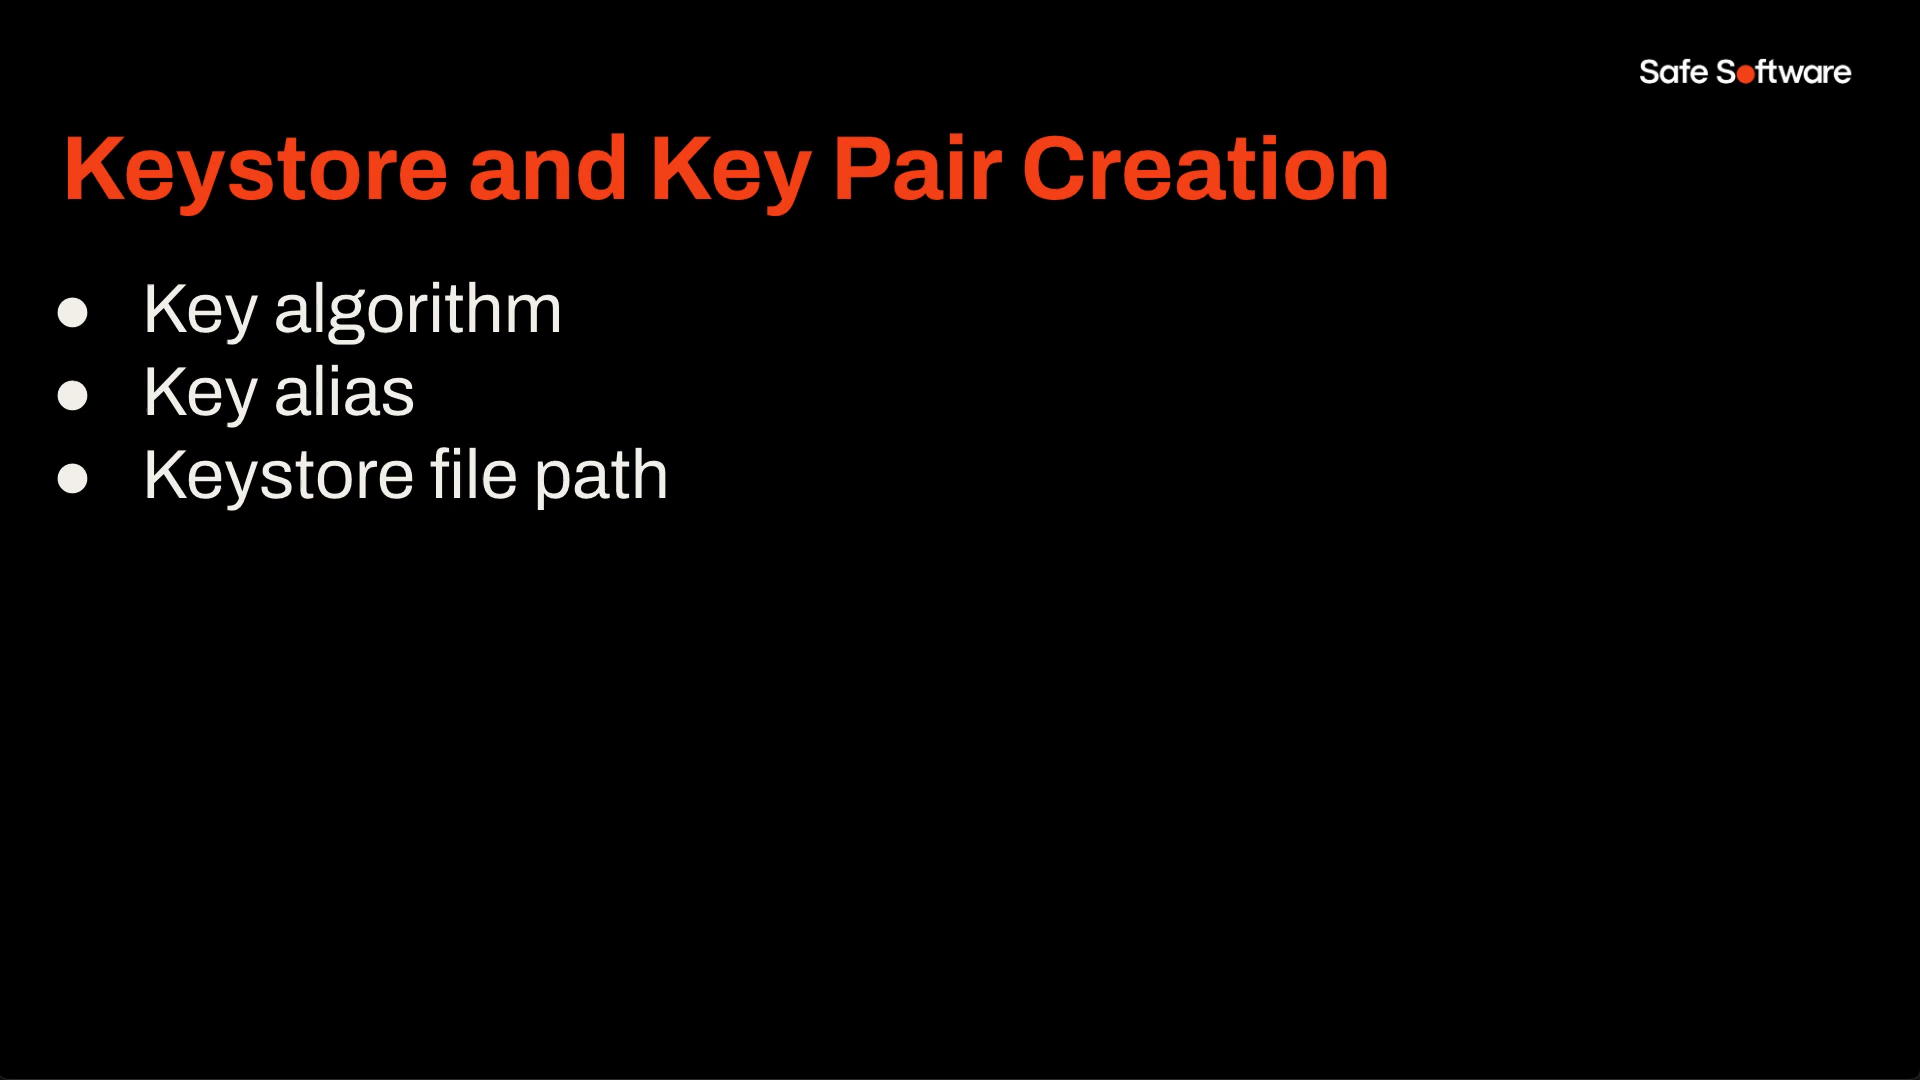 Safe Software
Keystore and Key Pair Creation
● Key algorithm
● Key alias
● Keystore file path